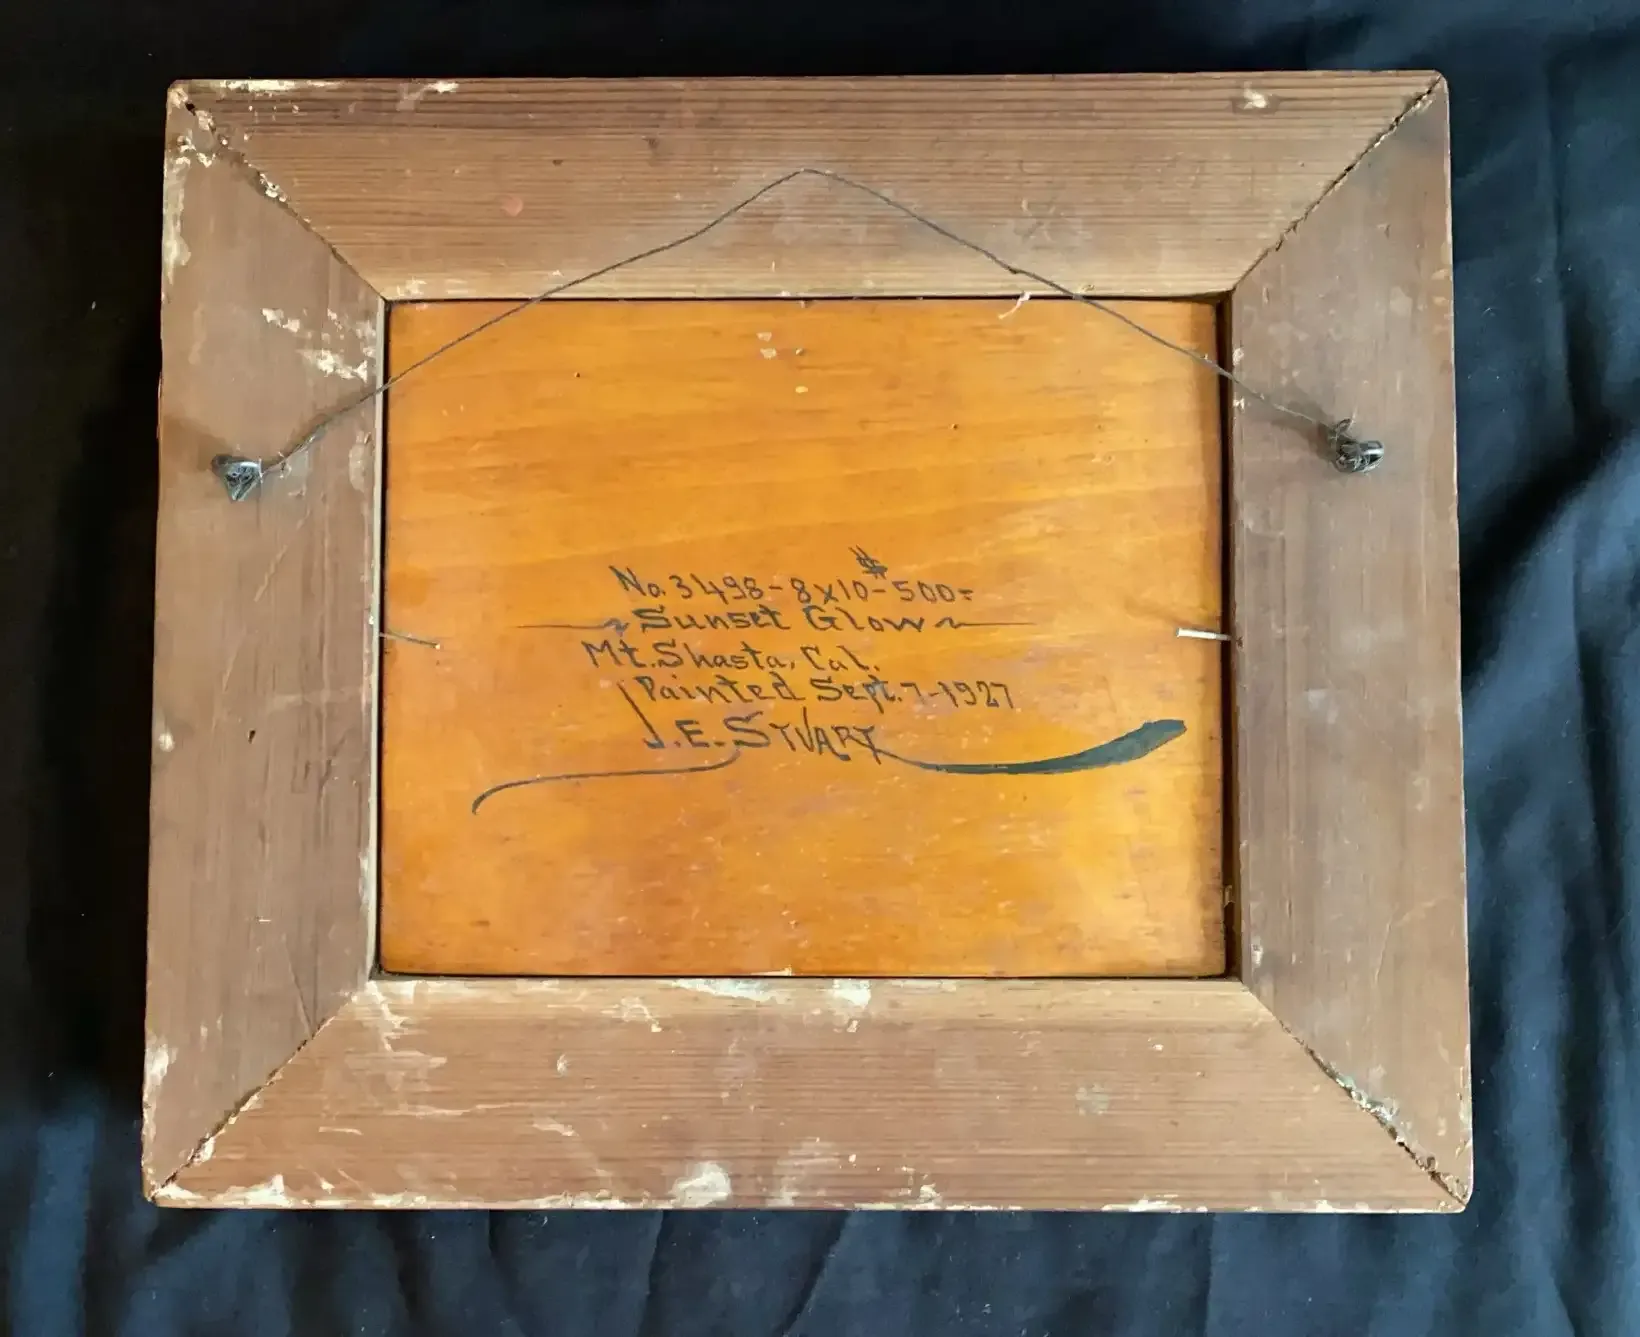 No. 3498 - 8x10 - $500=
Sunset Glow
Mt. Shasta, Cal.
Painted Sept. 7-1927
J.E. STUART